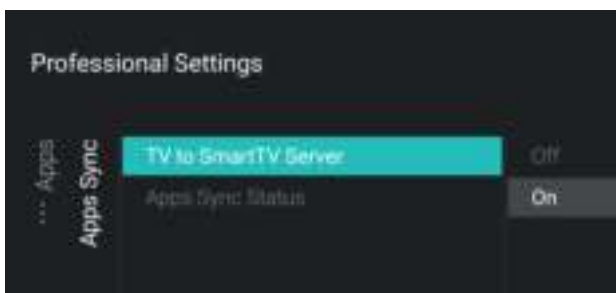 Professional Settings
... Apps
Apps Sync
TV to SmartTV Server
Off
Apps Sync Status
On